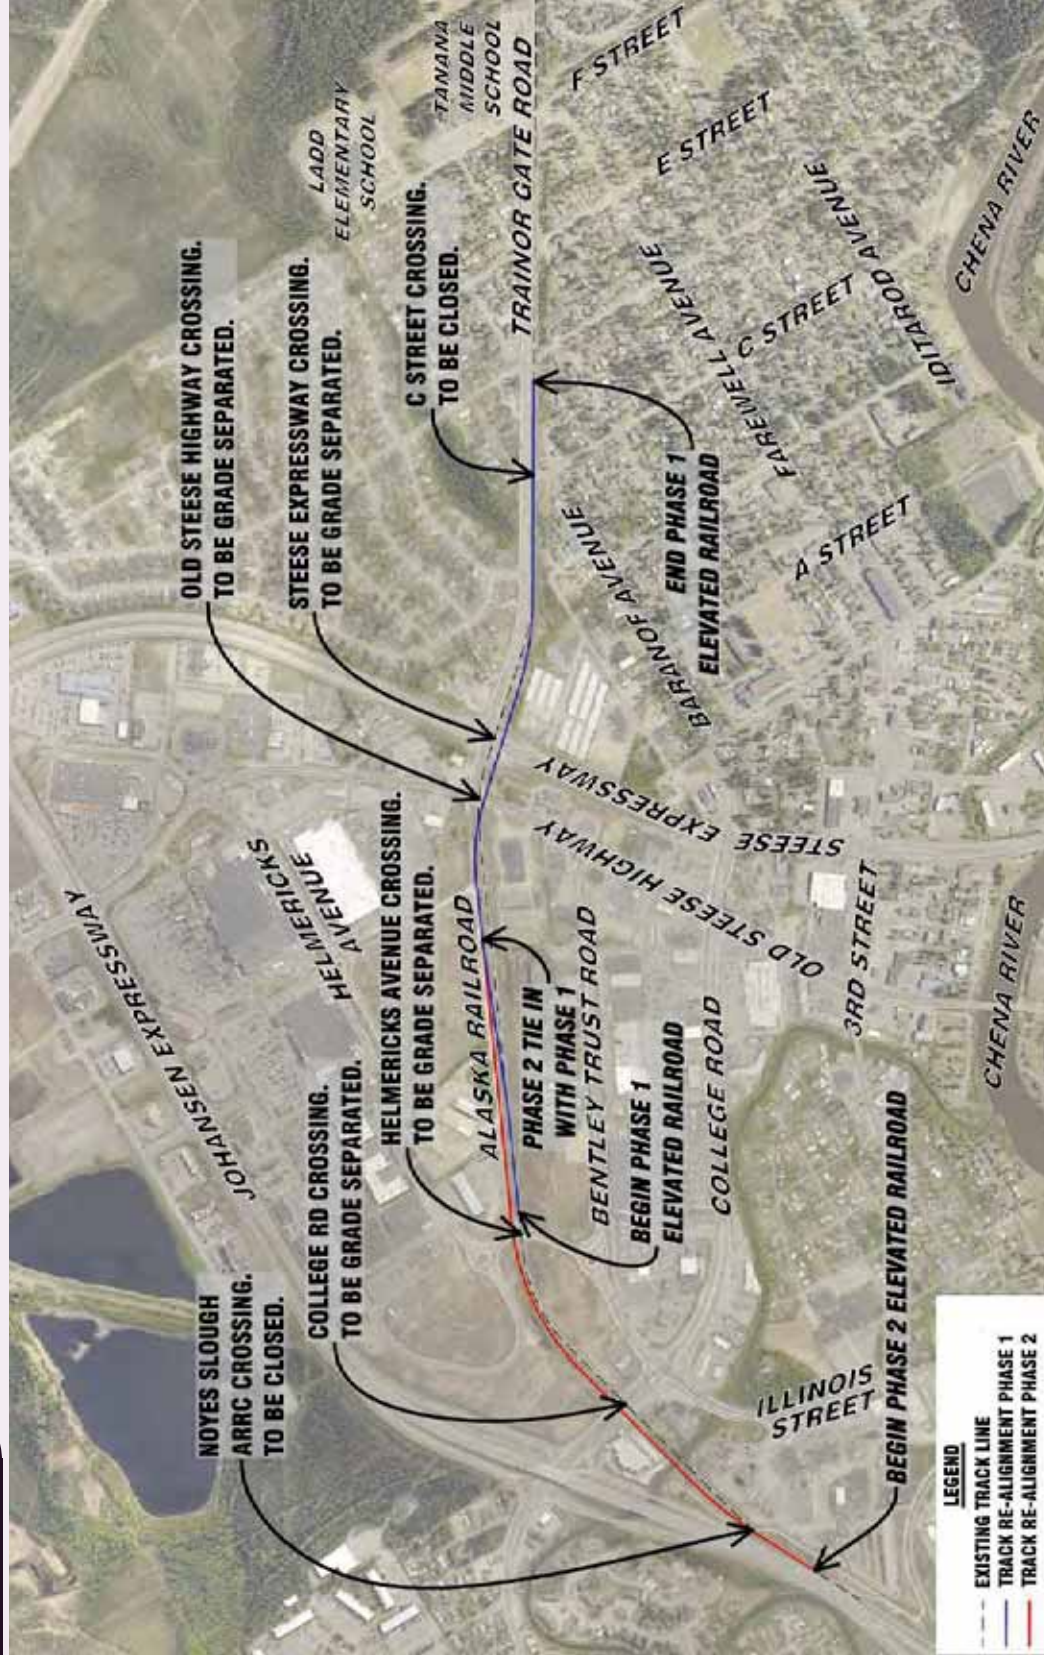 NOYES SLOUGH
ARRC CROSSING.
TO BE CLOSED.
COLLEGE RD CROSSING.
TO BE GRADE SEPARATED.
HELMERICKS AVENUE CROSSING.
TO BE GRADE SEPARATED.
OLD STEESE HIGHWAY CROSSING.
TO BE GRADE SEPARATED.
STEESE EXPRESSWAY CROSSING.
TO BE GRADE SEPARATED.
C STREET CROSSING.
TO BE CLOSED.
LADD
ELEMENTARY
SCHOOL
TANANA
MIDDLE
SCHOOL
JOHANSEN EXPRESSWAY
HELMERICKS
AVENUE
ALASKA RAILROAD
TRAINOR GATE ROAD
PHASE 2 TIE IN
WITH PHASE 1
BEGIN PHASE 1
ELEVATED RAILROAD
END PHASE 1
ELEVATED RAILROAD
BENTLEY TRUST ROAD
COLLEGE ROAD
OLD STEESE HIGHWAY
STEESE EXPRESSWAY
BARANOF AVENUE
FAREWELL AVENUE
IDITAROD AVENUE
A STREET
C STREET
E STREET
F STREET
3RD STREET
ILLINOIS
STREET
CHENA RIVER
CHENA RIVER
BEGIN PHASE 2 ELEVATED RAILROAD
LEGEND
EXISTING TRACK LINE
TRACK RE-ALIGNMENT PHASE 1
TRACK RE-ALIGNMENT PHASE 2